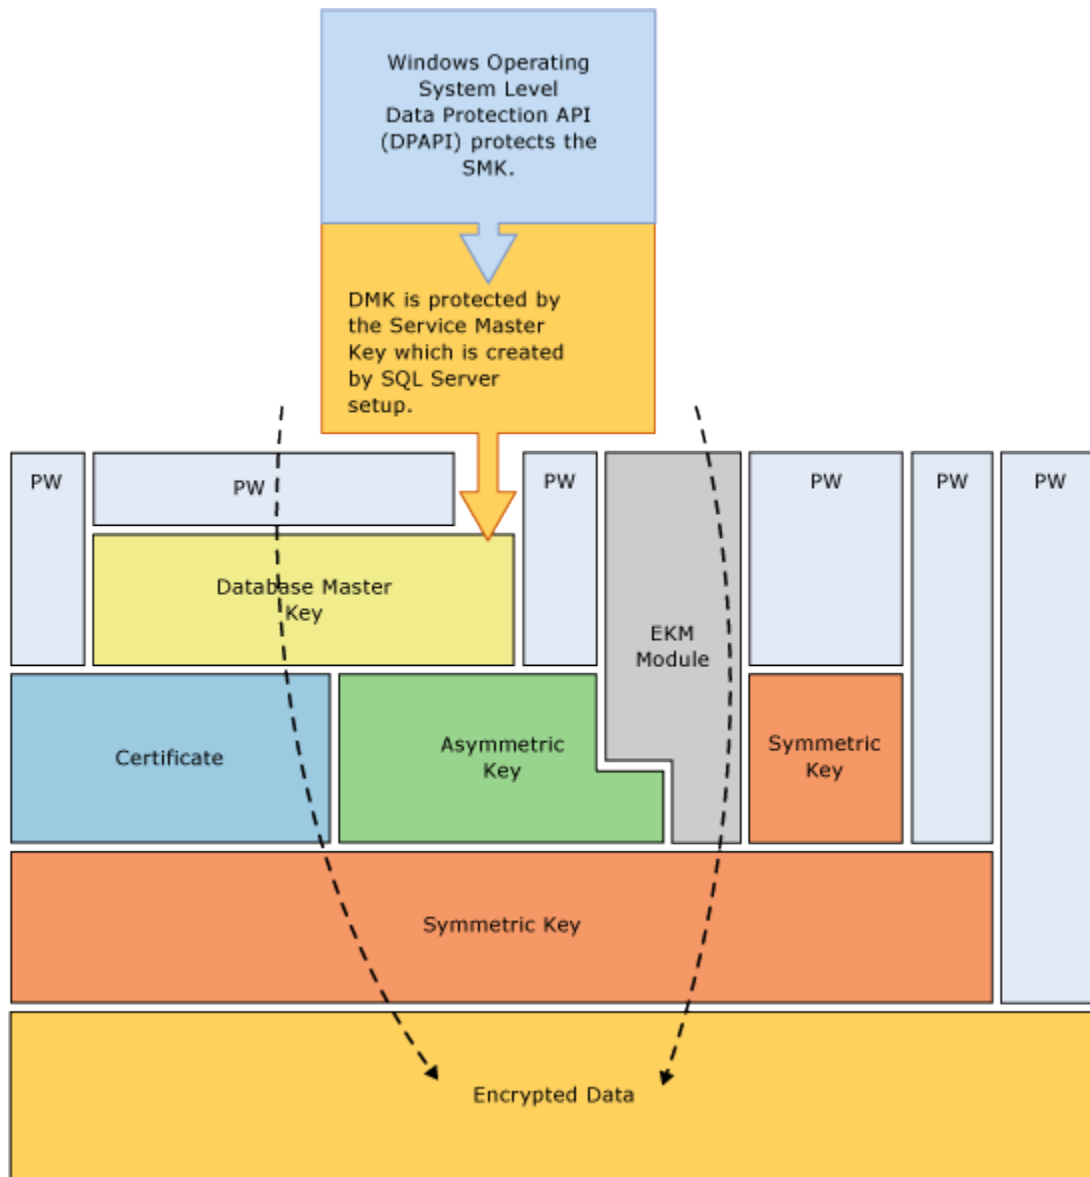 Windows Operating
System Level
Data Protection API
(DPAPI) protects the
SMK.
DMK is protected by
the Service Master
Key which is created
by SQL Server
setup.
PW
PW
PW
PW
PW
PW
Database Master
Key
EKM
Module
Certificate
Asymmetric
Key
Symmetric
Key
Symmetric Key
Encrypted Data